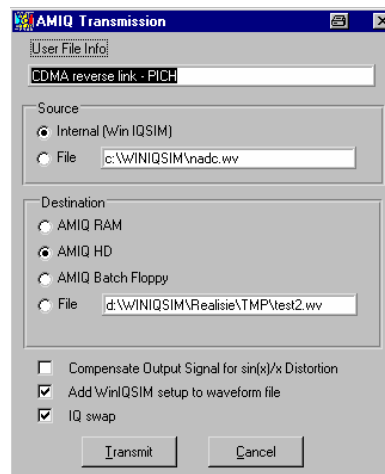 AMIQ Transmission
User File Info
CDMA reverse link - PICH
Source
Internal (Win IQSIM)
File c:\WINIQSIM\nadc.wv
Destination
AMIQ RAM
AMIQ HD
AMIQ Batch Floppy
File d:\WINIQSIM\Realisie\TMP\test2.wv
Compensate Output Signal for sin(x)/x Distortion
Add WinIQSIM setup to waveform file
IQ swap
Transmit Cancel